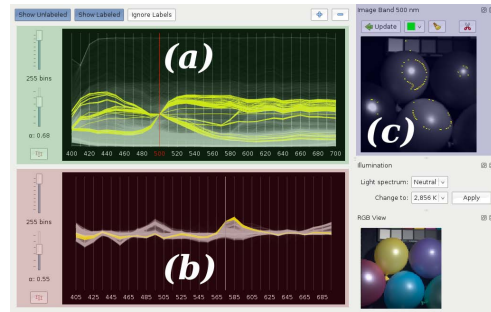 Show Unlabeled Show Labeled Ignore Labels
255 bins
α: 0.68
(a)
400 420 440 460 480 500 520 540 560 580 600 620 640 660 680 700
255 bins
α: 0.55
(b)
405 425 445 465 485 505 525 545 565 585 605 625 645 665 685
Image Band 500 nm
Update
(c)
Illumination
Light spectrum: Neutral
Change to: 2,856 K Apply
RGB View